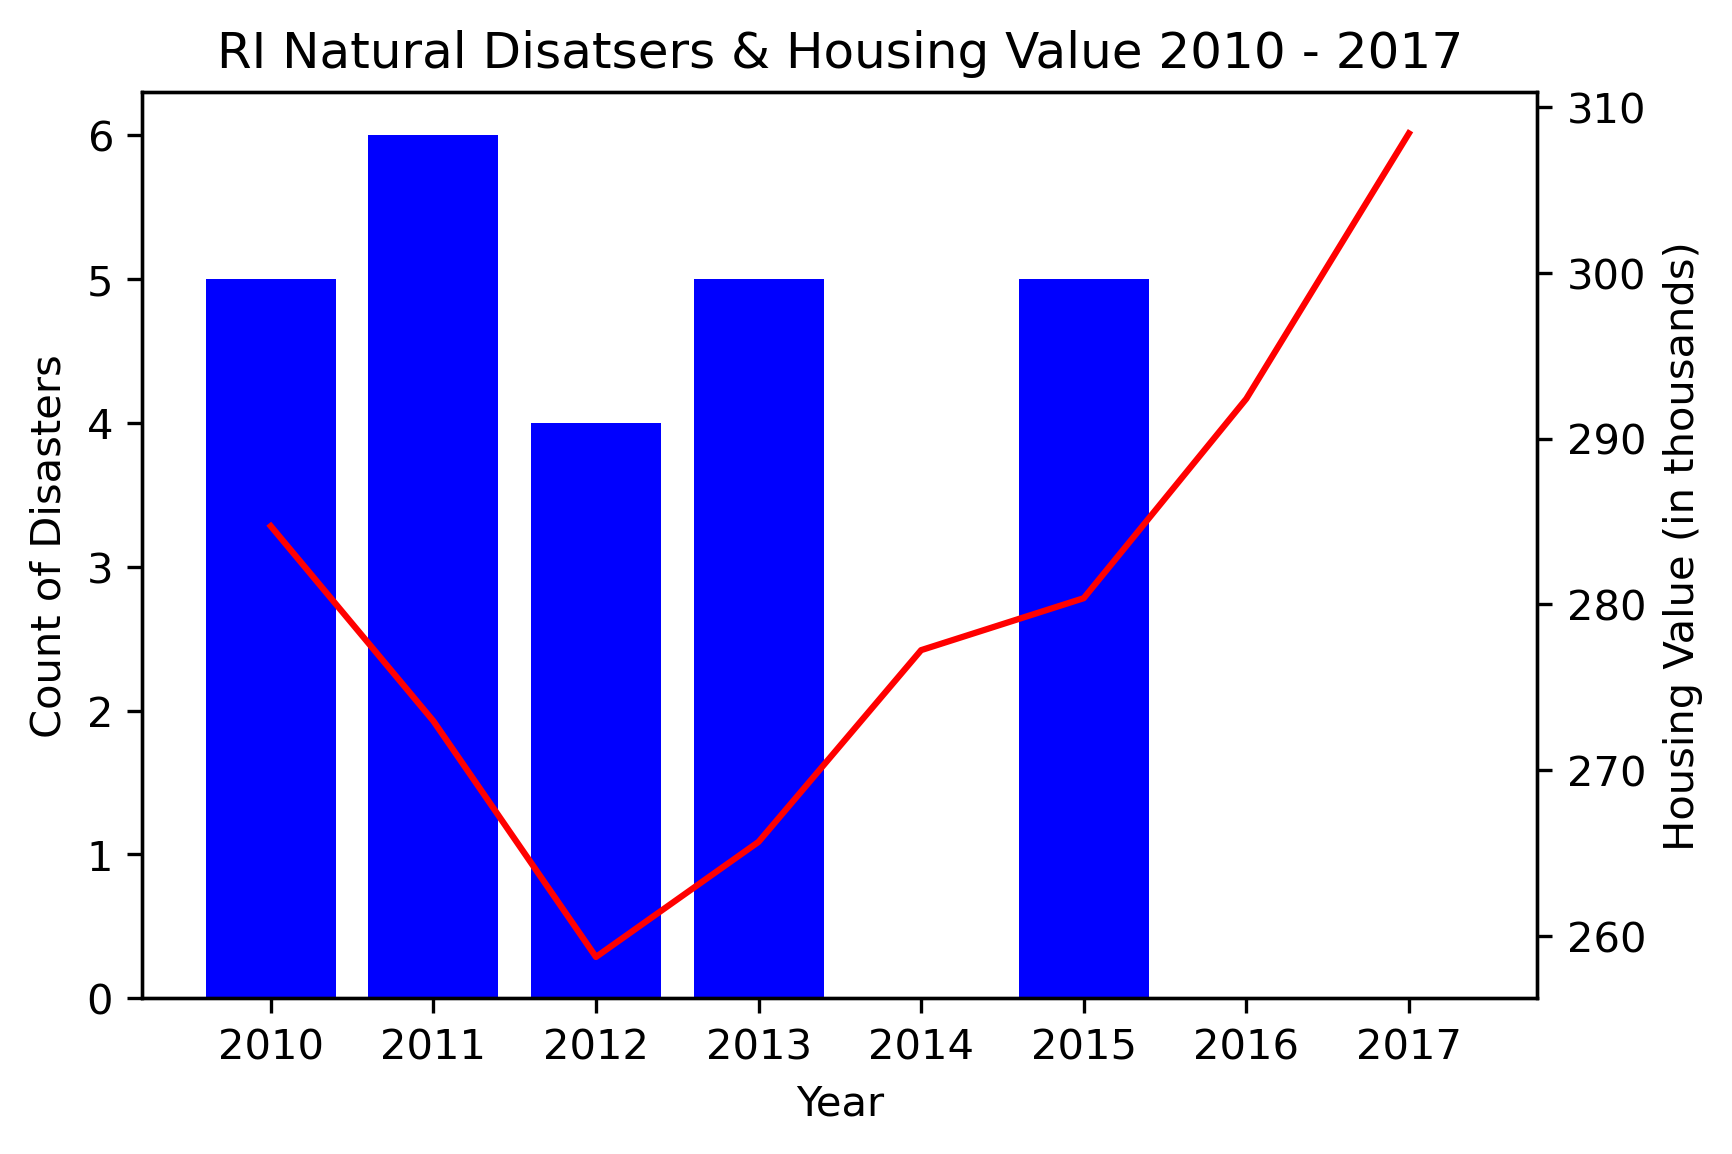 RI Natural Disatsers & Housing Value 2010 - 2017
Count of Disasters
6
5
4
3
2
1
0
310
300
290
280
270
260
Housing Value (in thousands)
2010 2011 2012 2013 2014 2015 2016 2017
Year